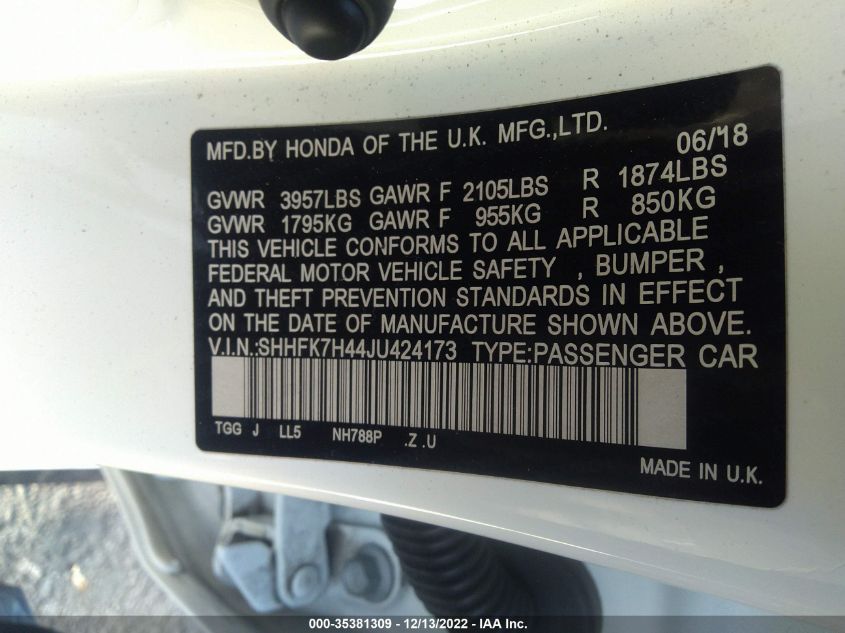 MFD.BY HONDA OF THE U.K. MFG.,LTD. 06/18
GVWR 3957LBS GAWR F 2105LBS R 1874LBS
GVWR 1795KG GAWR F 955KG R 850KG
THIS VEHICLE CONFORMS TO ALL APPLICABLE
FEDERAL MOTOR VEHICLE SAFETY , BUMPER ,
AND THEFT PREVENTION STANDARDS IN EFFECT
ON THE DATE OF MANUFACTURE SHOWN ABOVE.
V.I.N.:SHHFK7H44JU424173 TYPE:PASSENGER CAR
TGG J LL5 NH788P .Z .U
MADE IN U.K.
000-35381309 - 12/13/2022 - IAA Inc.